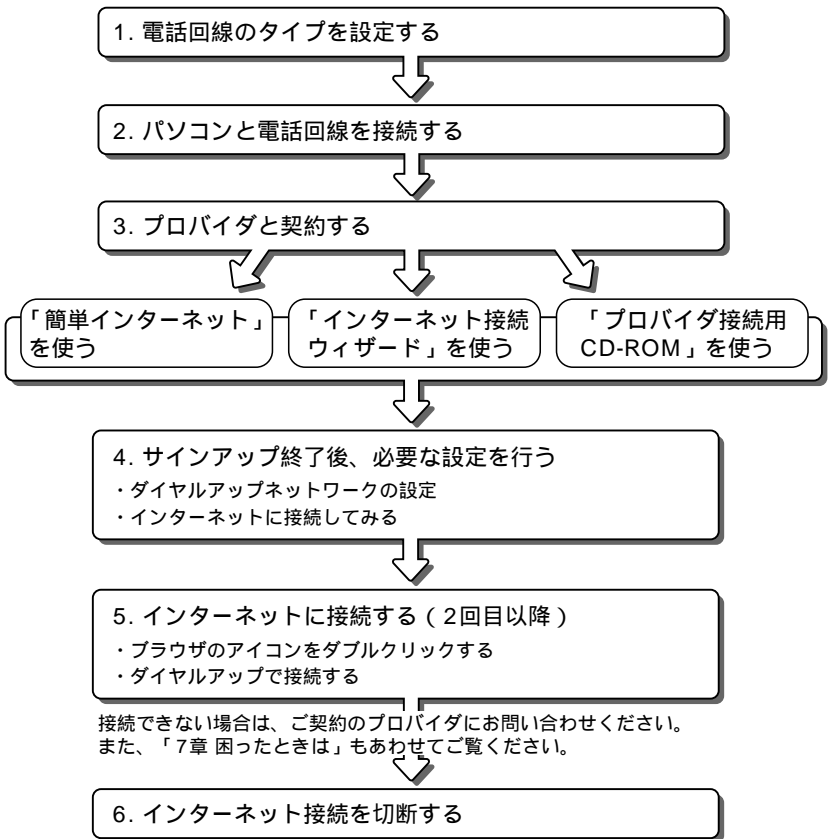 1. 電話回線のタイプを設定する
2. パソコンと電話回線を接続する
3. プロバイダと契約する
「簡単インターネット」
を使う
「インターネット接続
ウィザード」を使う
「プロバイダ接続用
CD-ROM」を使う
4. サインアップ終了後、必要な設定を行う
・ダイヤルアップネットワークの設定
・インターネットに接続してみる
5. インターネットに接続する(2回目以降)
・ブラウザのアイコンをダブルクリックする
・ダイヤルアップで接続する
接続できない場合は、ご契約のプロバイダにお問い合わせください。
また、「7章 困ったときは」もあわせてご覧ください。
6. インターネット接続を切断する